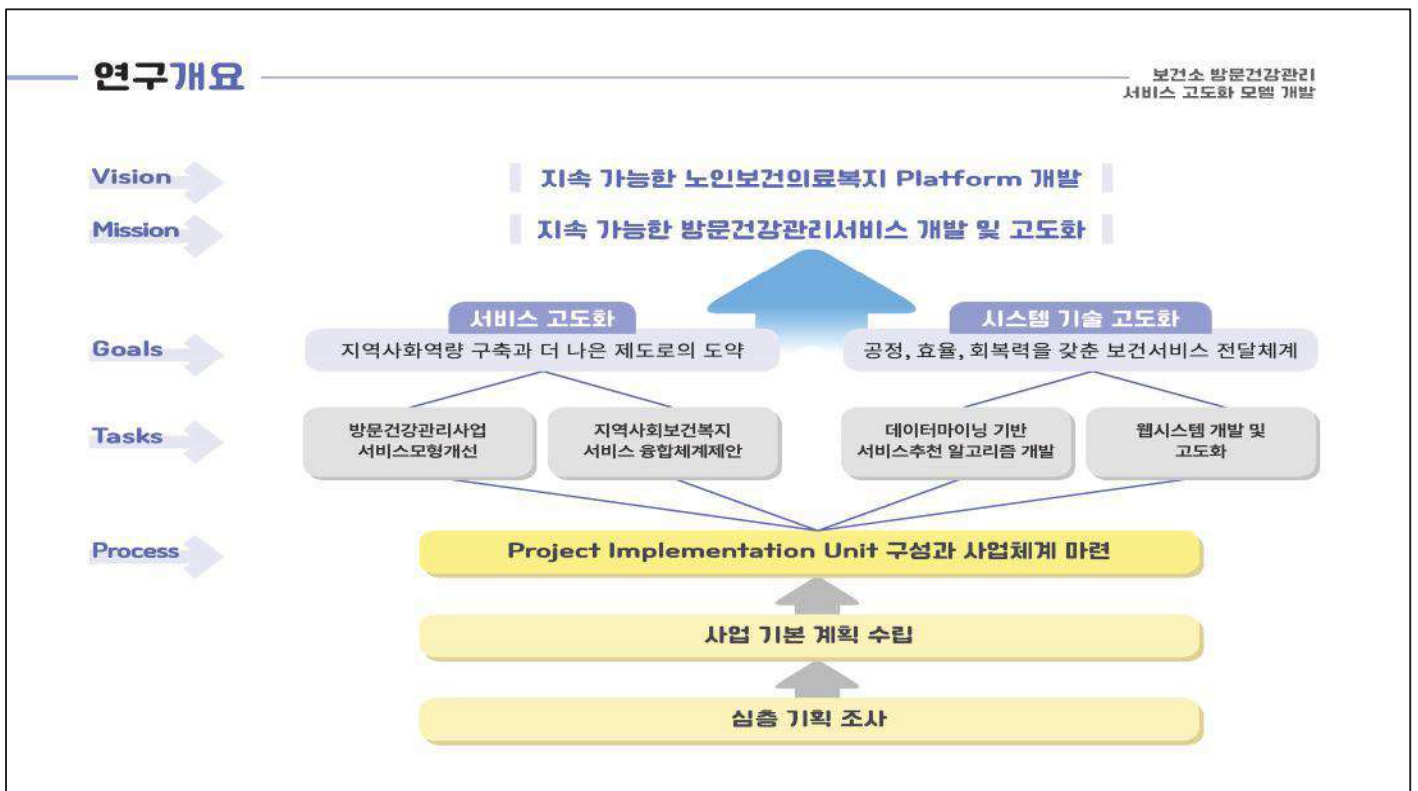 연구개요
보건소 방문건강관리
서비스 고도화 모델 개발
Vision
지속 가능한 노인보건의료복지 Platform 개발
Mission
지속 가능한 방문건강관리서비스 개발 및 고도화
서비스 고도화
시스템 기술 고도화
Goals
지역사화역량 구축과 더 나은 제도로의 도약
공정, 효율, 회복력을 갖춘 보건서비스 전달체계
Tasks
방문건강관리사업
서비스모형개선
지역사회보건복지
서비스 융합체계제안
데이터마이닝 기반
서비스추천 알고리즘 개발
웹시스템 개발 및
고도화
Process
Project Implementation Unit 구성과 사업체계 마련
사업 기본 계획 수립
심층 기획 조사